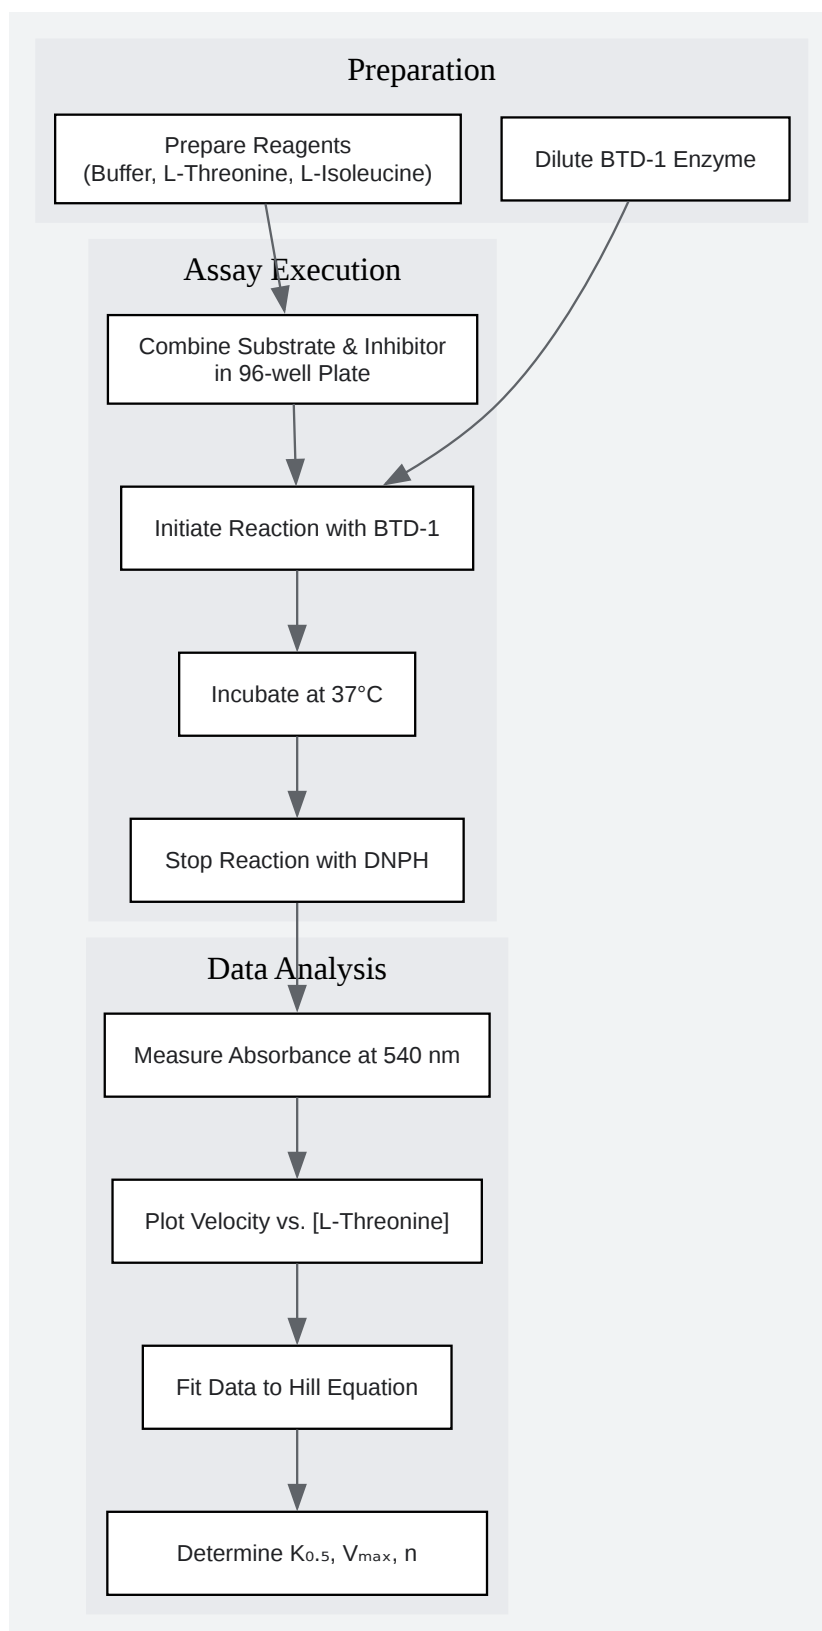 Preparation
Prepare Reagents
(Buffer, L-Threonine, L-Isoleucine)
Dilute BTD-1 Enzyme
Assay Execution
Combine Substrate & Inhibitor
in 96-well Plate
Initiate Reaction with BTD-1
Incubate at 37°C
Stop Reaction with DNPH
Data Analysis
Measure Absorbance at 540 nm
Plot Velocity vs. [L-Threonine]
Fit Data to Hill Equation
Determine K₀.₅, Vₘₐₓ, n